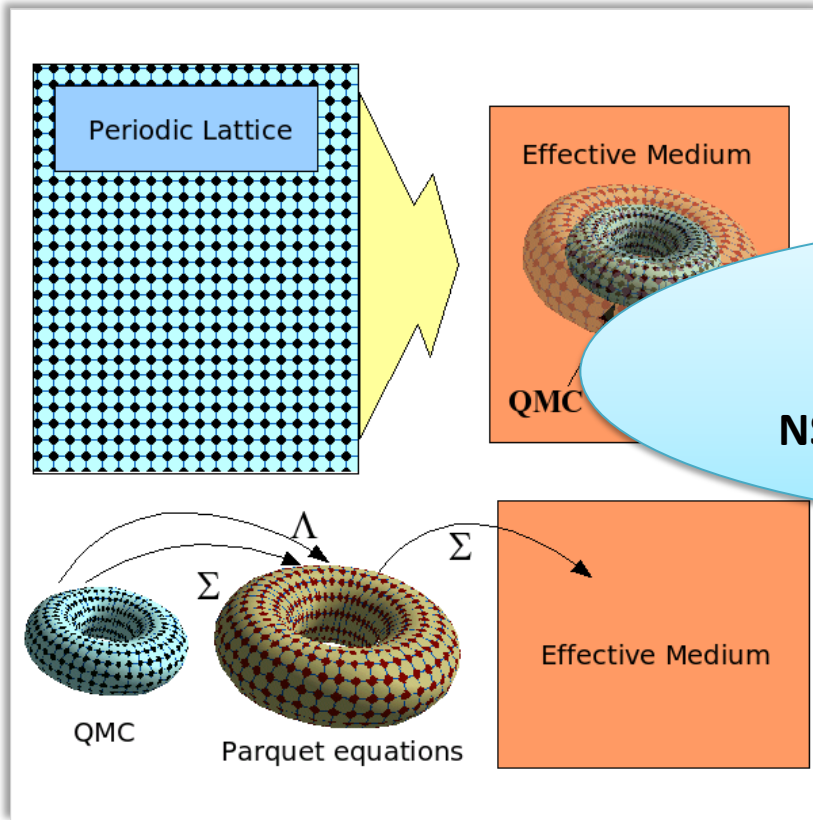 Periodic Lattice
Effective Medium
QMC
Λ
Σ
Σ
Effective Medium
QMC
Parquet equations